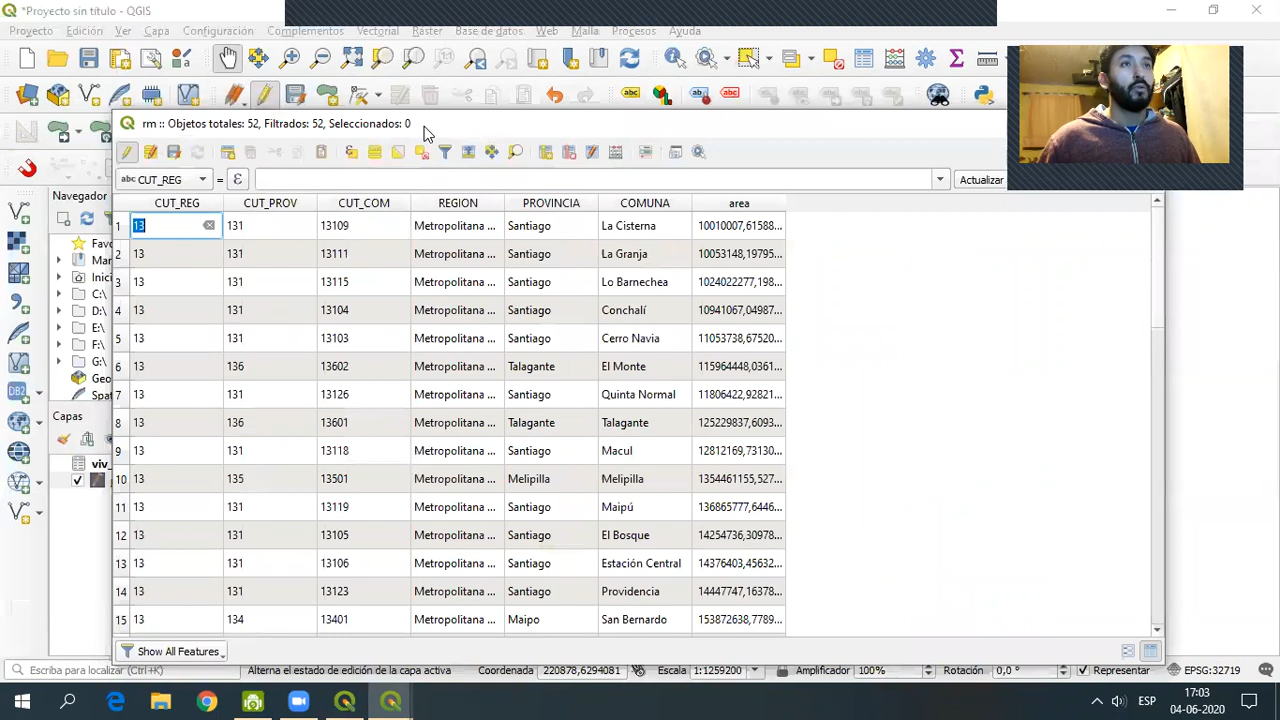 *Proyecto sin título - QGIS
Proyecto Edición Ver Capa Configuración Complementos Vectorial Ráster Base de datos Web Malla Procesos Ayuda
abc abc abc
rm :: Objetos totales: 52, Filtrados: 52, Seleccionados: 0
abc CUT_REG = ε Actualizar
CUT_REG CUT_PROV CUT_COM REGION PROVINCIA COMUNA area
1 13 131 13109 Metropolitana ... Santiago La Cisterna 10010007,61588...
2 13 131 13111 Metropolitana ... Santiago La Granja 10053148,19795...
3 13 131 13115 Metropolitana ... Santiago Lo Barnechea 1024022277,198...
4 13 131 13104 Metropolitana ... Santiago Conchalí 10941067,04987...
5 13 131 13103 Metropolitana ... Santiago Cerro Navia 11053738,67520...
6 13 136 13602 Metropolitana ... Talagante El Monte 115964448,0361...
7 13 131 13126 Metropolitana ... Santiago Quinta Normal 11806422,92821...
8 13 136 13601 Metropolitana ... Talagante Talagante 125229837,6093...
9 13 131 13118 Metropolitana ... Santiago Macul 12812169,73130...
10 13 135 13501 Metropolitana ... Melipilla Melipilla 1354461155,527...
11 13 131 13119 Metropolitana ... Santiago Maipú 136865777,6446...
12 13 131 13105 Metropolitana ... Santiago El Bosque 14254736,30978...
13 13 131 13106 Metropolitana ... Santiago Estación Central 14376403,45632...
14 13 131 13123 Metropolitana ... Santiago Providencia 14447747,16378...
15 13 134 13401 Metropolitana ... Maipo San Bernardo 153872638,7789...
Show All Features
Navegador
Favo
Mar
Inici
C:\
D:\
E:\
F:\
G:\
Geo
Spat
Capas
viv_
DB2
Escriba para localizar (Ctrl+K) Alterna el estado de edición de la capa activa Coordenada 220878,6294081 Escala 1:1259200 Amplificador 100% Rotación 0,0 ° Representar EPSG:32719
ESP 17:03
04-06-2020